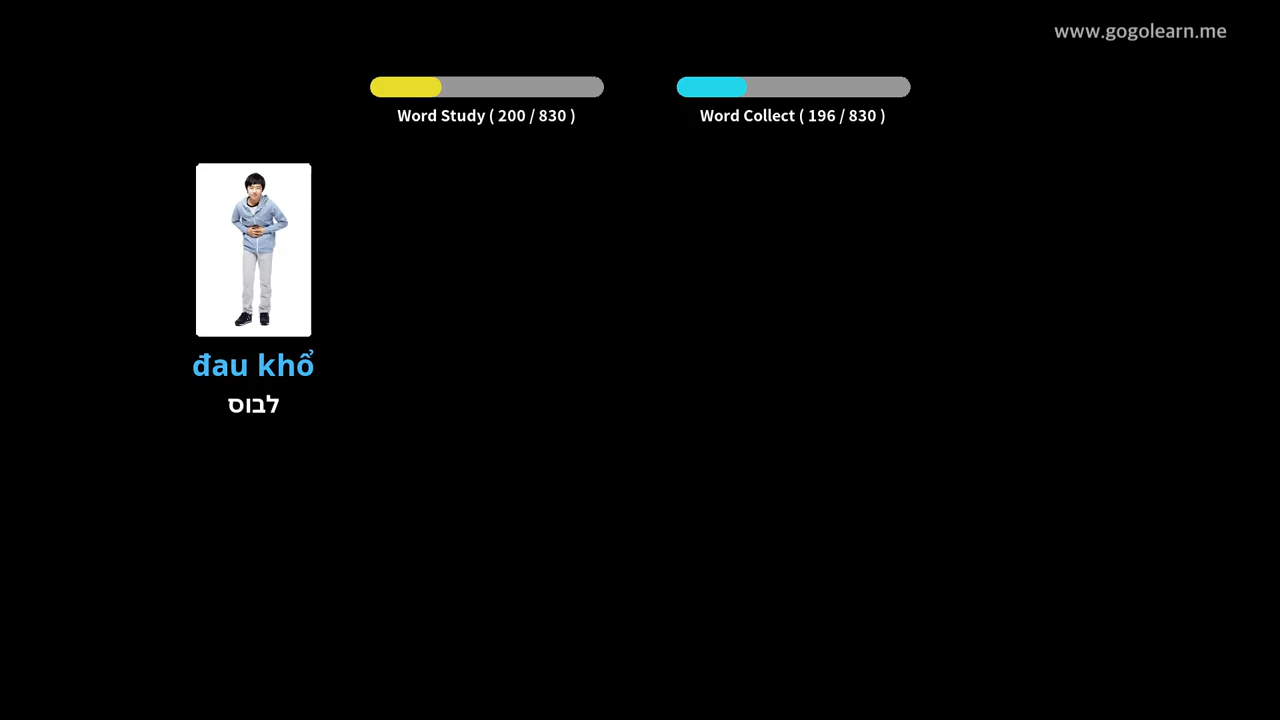 www.gogolearn.me
Word Study ( 200 / 830 )
Word Collect ( 196 / 830 )
đau khổ
לבוס